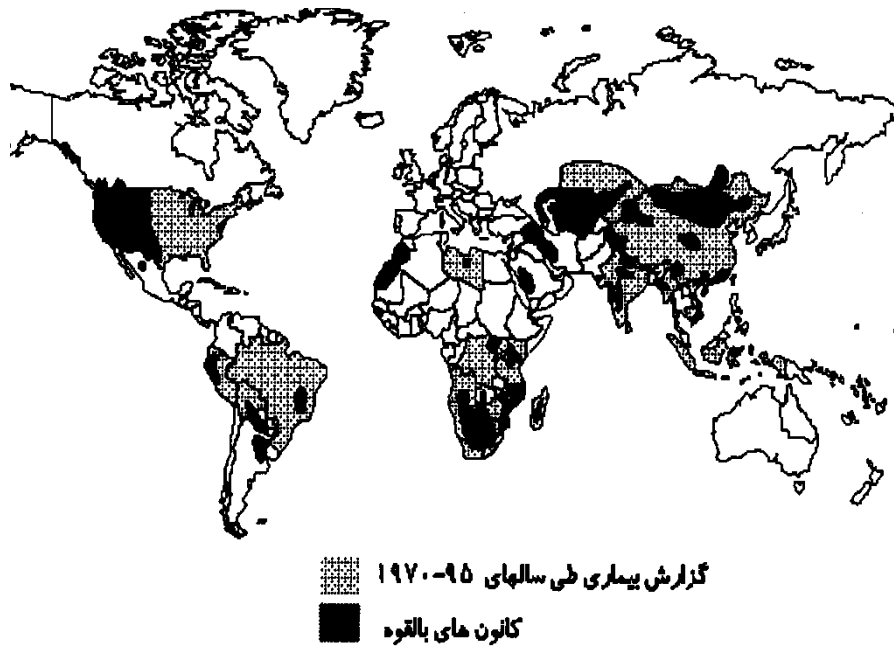 گزارش بیماری طی سالهای ۹۵-۱۹۷۰
کانون های بالقوه